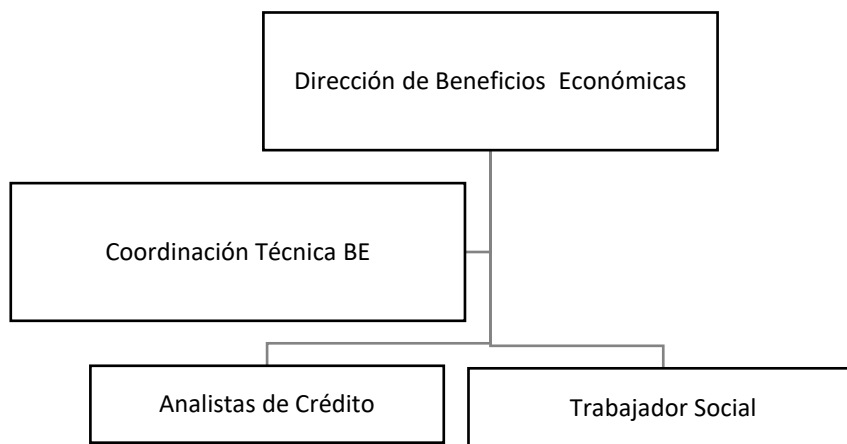 Dirección de Beneficios  Económicas
Coordinación Técnica BE
Analistas de Crédito
Trabajador Social